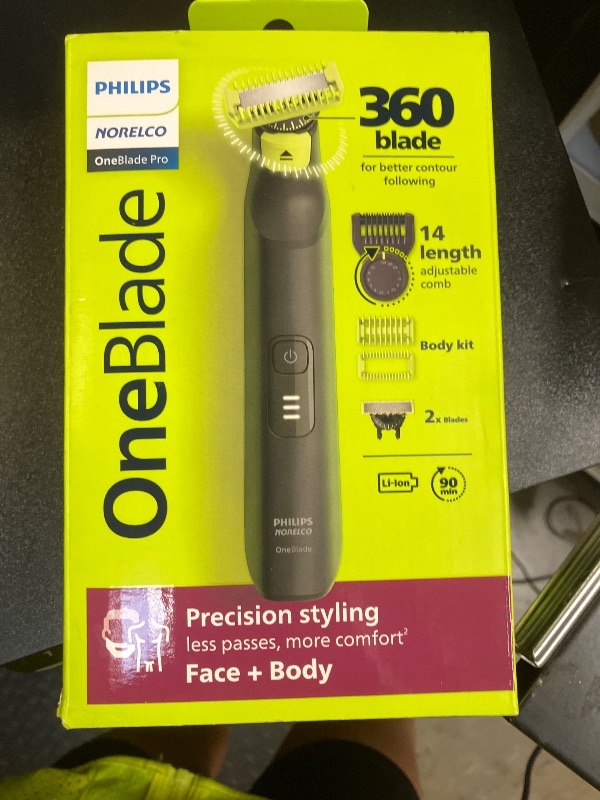 PHILIPS
NORELCO
OneBlade Pro
OneBlade
360
blade
for better contour
following
14
length
adjustable
comb
Body kit
2x Blades
Li-Ion
90
min
PHILIPS
NORELCO
OneBlade
Precision styling
less passes, more comfort²
Face + Body